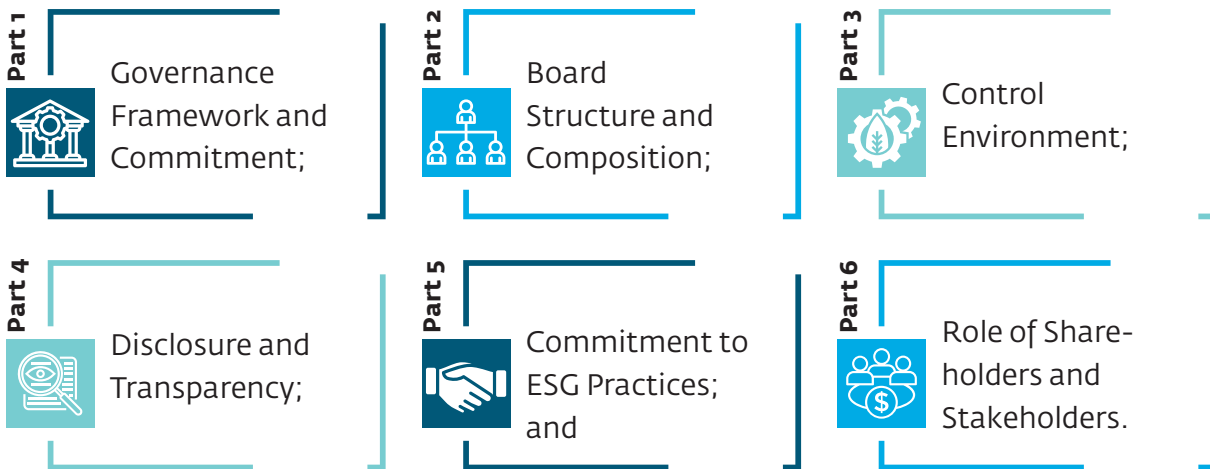 Part 1
Governance
Framework and
Commitment;
Part 2
Board
Structure and
Composition;
Part 3
Control
Environment;
Part 4
Disclosure and
Transparency;
Part 5
Commitment to
ESG Practices;
and
Part 6
Role of Share-
holders and
Stakeholders.
$